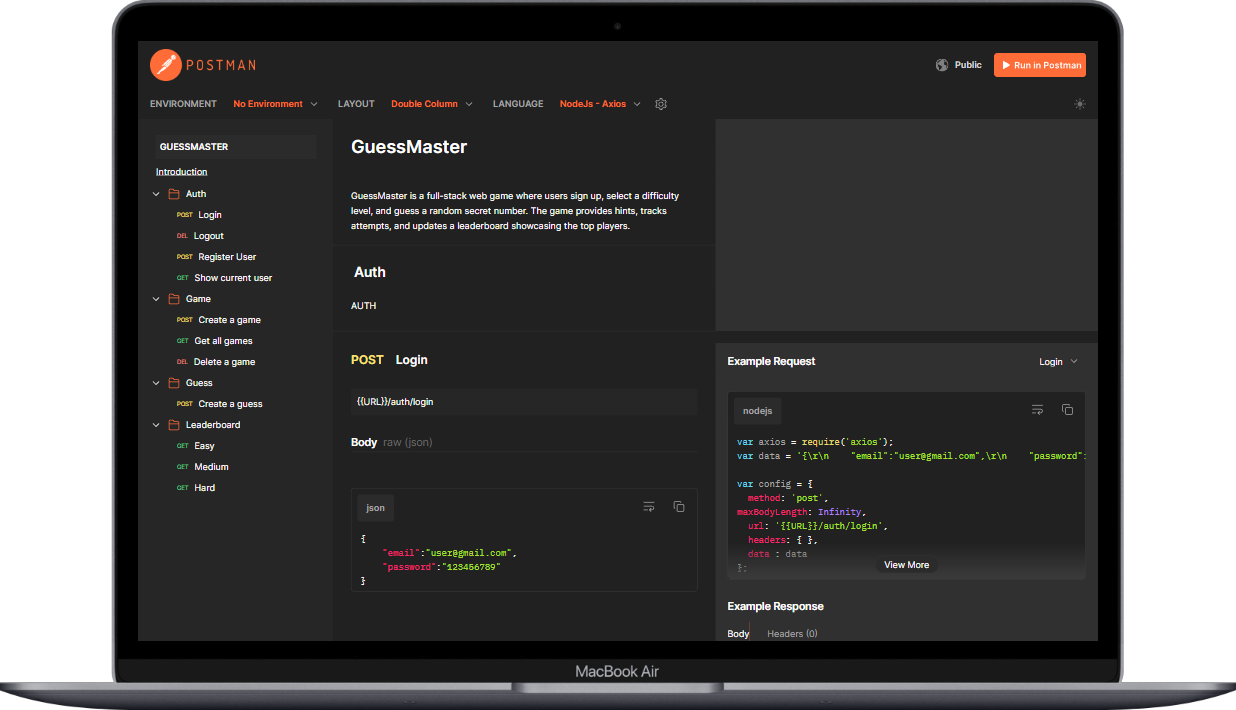 POSTMAN
Public
Run in Postman
ENVIRONMENT No Environment LAYOUT Double Column LANGUAGE NodeJs - Axios
GUESSMASTER
Introduction
Auth
POST Login
DEL Logout
POST Register User
GET Show current user
Game
POST Create a game
GET Get all games
DEL Delete a game
Guess
POST Create a guess
Leaderboard
GET Easy
GET Medium
GET Hard
GuessMaster
GuessMaster is a full-stack web game where users sign up, select a difficulty
level, and guess a random secret number. The game provides hints, tracks
attempts, and updates a leaderboard showcasing the top players.
Auth
AUTH
POST Login
{{URL}}/auth/login
Body raw (json)
json
{
    "email":"user@gmail.com",
    "password":"123456789"
}
Example Request
Login
nodejs
var axios = require('axios');
var data = '{\r\n    "email":"user@gmail.com",\r\n    "password":
var config = {
  method: 'post',
maxBodyLength: Infinity,
  url: '{{URL}}/auth/login',
  headers: { },
  data : data
};
View More
Example Response
Body Headers (0)
MacBook Air